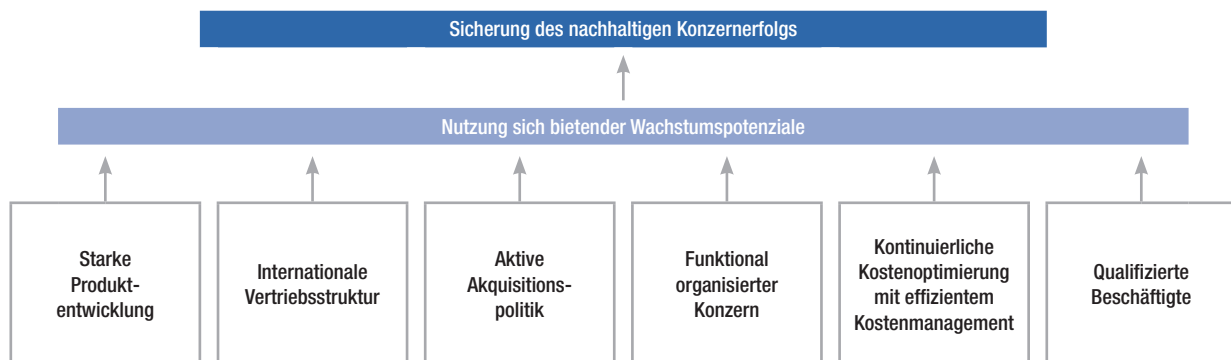 Sicherung des nachhaltigen Konzernerfolgs
Nutzung sich bietender Wachstumspotenziale
Starke
Produkt-
entwicklung
Internationale
Vertriebsstruktur
Aktive
Akquisitions-
politik
Funktional
organisierter
Konzern
Kontinuierliche
Kostenoptimierung
mit effizientem
Kostenmanagement
Qualifizierte
Beschäftigte